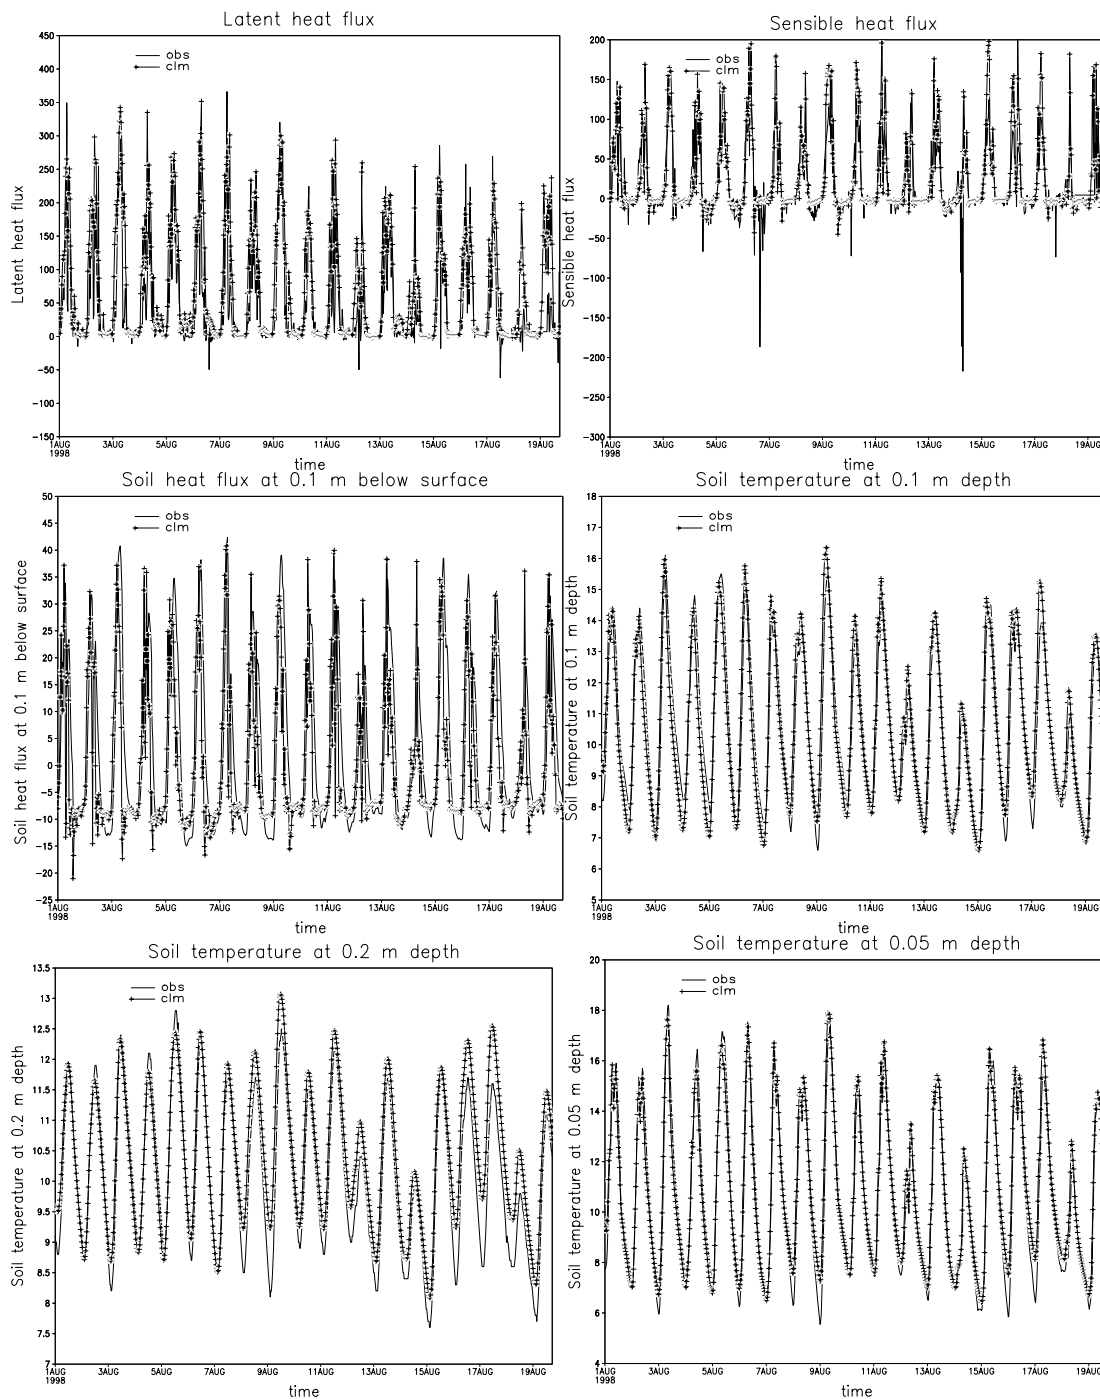 Latent heat flux
450
400
350
300
250
200
150
100
50
0
−50
−100
−150
Latent heat flux
obs
clm
1AUG 3AUG 5AUG 7AUG 9AUG 11AUG 13AUG 15AUG 17AUG 19AUG
1998
time
Sensible heat flux
200
150
100
50
0
−50
−100
−150
−200
−250
−300
Sensible heat flux
obs
clm
1AUG 3AUG 5AUG 7AUG 9AUG 11AUG 13AUG 15AUG 17AUG 19AUG
1998
time
Soil heat flux at 0.1 m below surface
50
45
40
35
30
25
20
15
10
5
0
−5
−10
−15
−20
−25
Soil heat flux at 0.1 m below surface
obs
clm
1AUG 3AUG 5AUG 7AUG 9AUG 11AUG 13AUG 15AUG 17AUG 19AUG
1998
time
Soil temperature at 0.1 m depth
18
17
16
15
14
13
12
11
10
9
8
7
6
5
Soil temperature at 0.1 m depth
obs
clm
1AUG 3AUG 5AUG 7AUG 9AUG 11AUG 13AUG 15AUG 17AUG 19AUG
1998
time
Soil temperature at 0.2 m depth
13.5
13
12.5
12
11.5
11
10.5
10
9.5
9
8.5
8
7.5
7
Soil temperature at 0.2 m depth
obs
clm
1AUG 3AUG 5AUG 7AUG 9AUG 11AUG 13AUG 15AUG 17AUG 19AUG
1998
time
Soil temperature at 0.05 m depth
20
18
16
14
12
10
8
6
4
Soil temperature at 0.05 m depth
obs
clm
1AUG 3AUG 5AUG 7AUG 9AUG 11AUG 13AUG 15AUG 17AUG 19AUG
1998
time